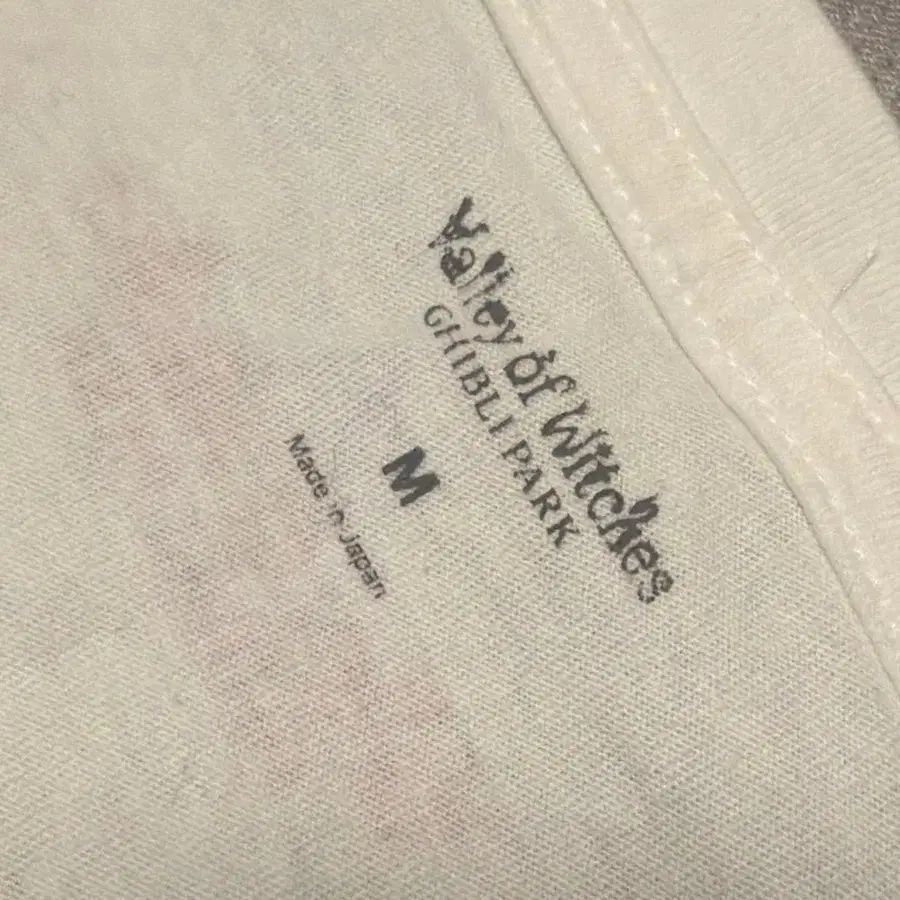 Valley of Witches
GHIBLI PARK
M
Made in Japan